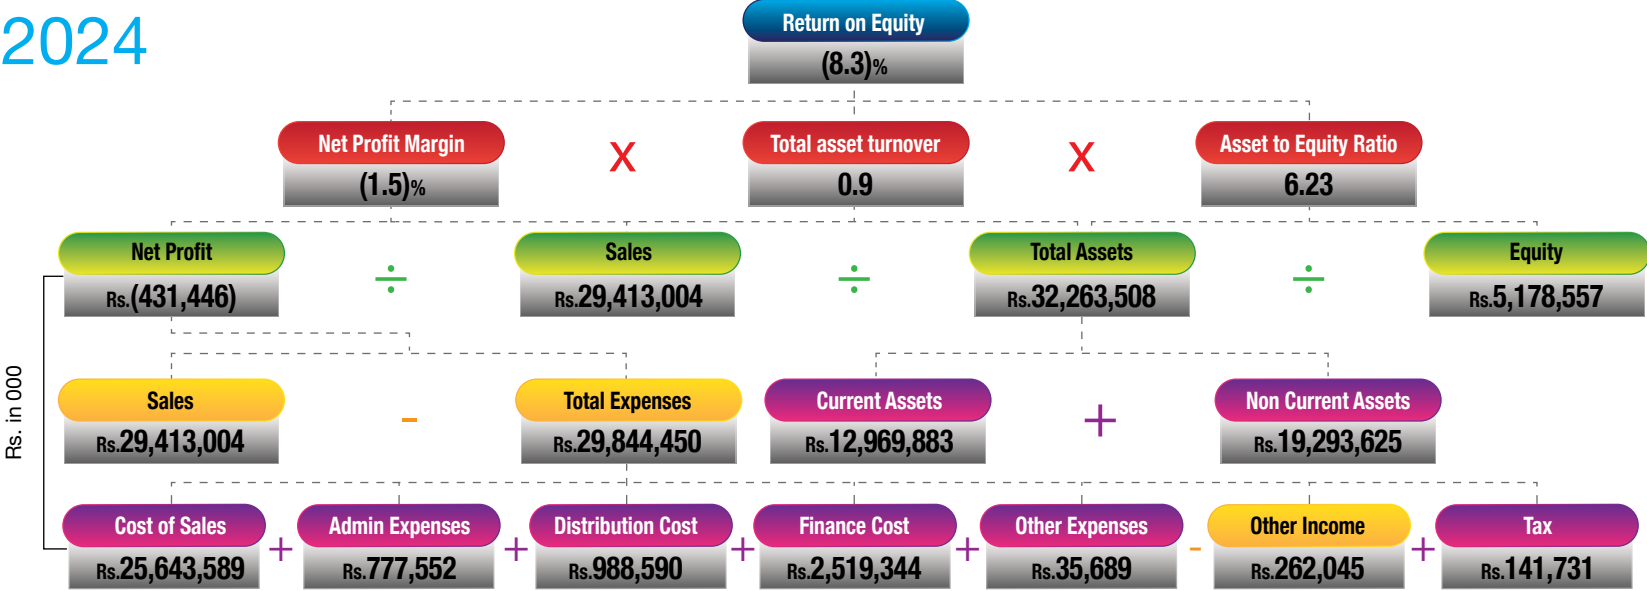 2024
Return on Equity
(8.3)%
Net Profit Margin
(1.5)%
X
Total asset turnover
0.9
X
Asset to Equity Ratio
6.23
Net Profit
Rs.(431,446)
÷
Sales
Rs.29,413,004
÷
Total Assets
Rs.32,263,508
÷
Equity
Rs.5,178,557
Rs. in 000
Sales
Rs.29,413,004
-
Total Expenses
Rs.29,844,450
Current Assets
Rs.12,969,883
+
Non Current Assets
Rs.19,293,625
Cost of Sales
Rs.25,643,589
+
Admin Expenses
Rs.777,552
+
Distribution Cost
Rs.988,590
+
Finance Cost
Rs.2,519,344
+
Other Expenses
Rs.35,689
-
Other Income
Rs.262,045
+
Tax
Rs.141,731